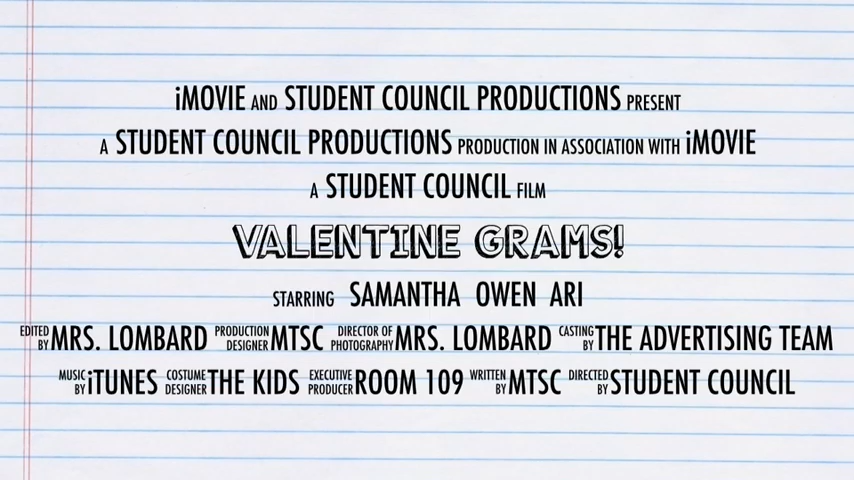 iMOVIE AND STUDENT COUNCIL PRODUCTIONS PRESENT
A STUDENT COUNCIL PRODUCTIONS PRODUCTION IN ASSOCIATION WITH iMOVIE
A STUDENT COUNCIL FILM
VALENTINE GRAMS!
STARRING SAMANTHA OWEN ARI
EDITED BY MRS. LOMBARD PRODUCTION DESIGNER MTSC DIRECTOR OF PHOTOGRAPHY MRS. LOMBARD CASTING BY THE ADVERTISING TEAM
MUSIC BY iTUNES COSTUME DESIGNER THE KIDS EXECUTIVE PRODUCER ROOM 109 WRITTEN BY MTSC DIRECTED BY STUDENT COUNCIL